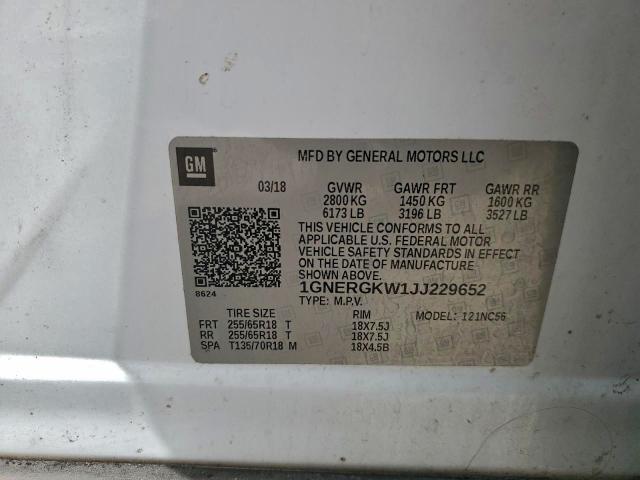 GM
MFD BY GENERAL MOTORS LLC
03/18 GVWR GAWR FRT GAWR RR
2800 KG 1450 KG 1600 KG
6173 LB 3196 LB 3527 LB
THIS VEHICLE CONFORMS TO ALL
APPLICABLE U.S. FEDERAL MOTOR
VEHICLE SAFETY STANDARDS IN EFFECT
ON THE DATE OF MANUFACTURE
SHOWN ABOVE.
8624
1GNERGKW1JJ229652
TYPE: M.P.V. MODEL: 121NC56
TIRE SIZE RIM
FRT 255/65R18 T 18X7.5J
RR 255/65R18 T 18X7.5J
SPA T135/70R18 M 18X4.5B